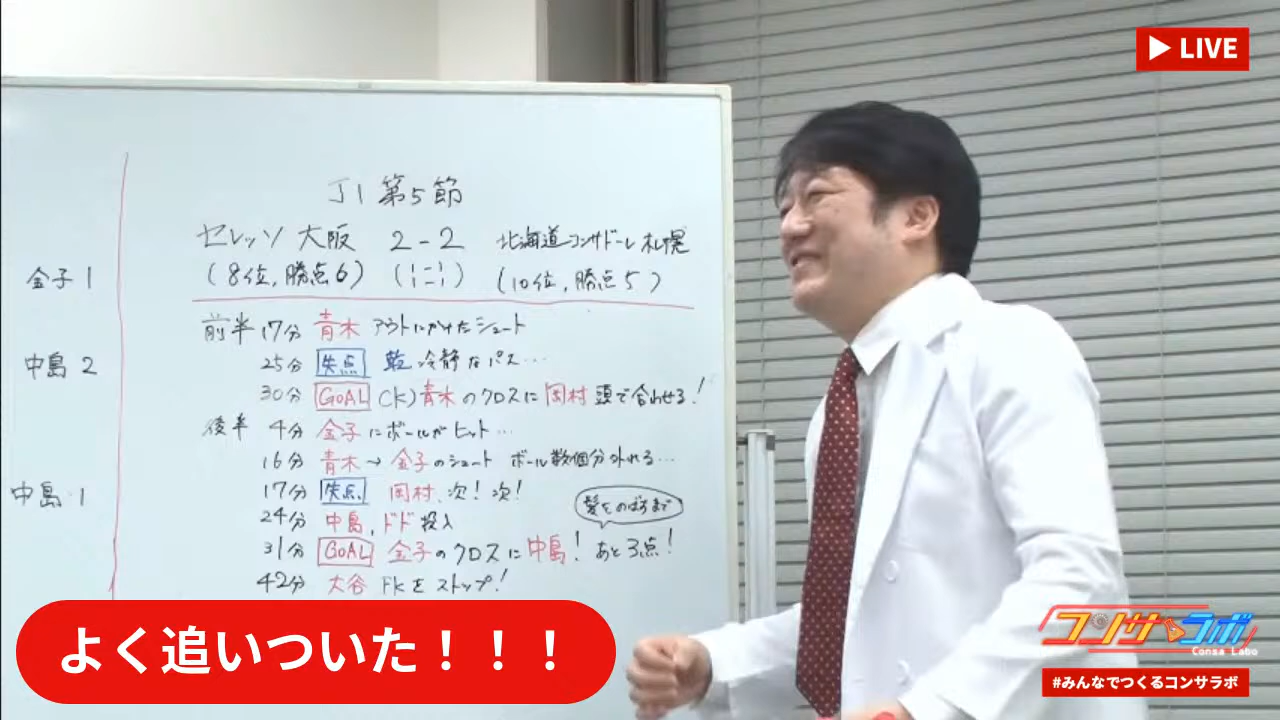 LIVE
J1 第5節
セレッソ 大阪 2-2 北海道コンサドーレ札幌
(8位,勝点6) (1-1) (10位,勝点5)
金子 1
中島 2
中島 1
前半 17分 青木 アウトにかけたシュート
25分 失点 乾 冷静なパス…
30分 GOAL CK)青木のクロスに岡村 頭で合わせる!
後半 4分 金子にボールがヒット…
16分 青木→金子のシュート ボール数個分外れる…
17分 失点 岡村、次!次!
髪をのばすまで
24分 中島,ドド投入
31分 GOAL 金子のクロスに中島! あと3点!
42分 大谷 FKをストップ!
よく追いついた!!!
コンサラボ
Consa Labo
#みんなでつくるコンサラボ